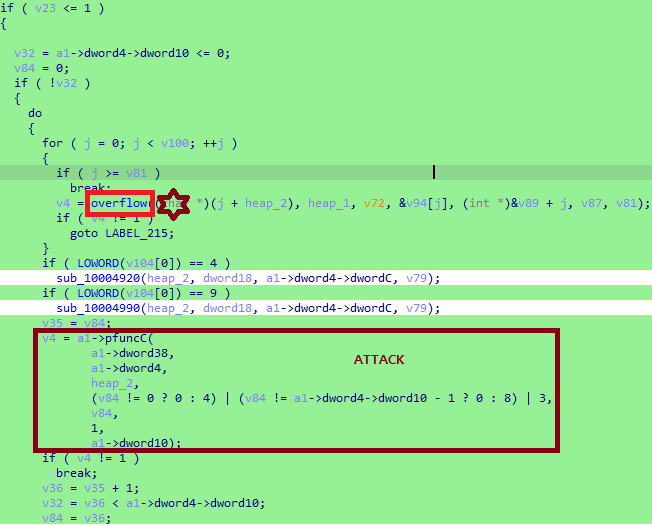 if ( v23 <= 1 )
{
v32 = a1->dword4->dword10 <= 0;
v84 = 0;
if ( !v32 )
{
do
{
for ( j = 0; j < v100; ++j )
{
if ( j >= v81 )
break;
v4 = overflow( *)(j + heap_2), heap_1, v72, &v94[j], (int *)&v89 + j, v87, v81);
if ( v4 != 1 )
goto LABEL_215;
}
if ( LOWORD(v104[0]) == 4 )
sub_10004920(heap_2, dword18, a1->dword4->dwordC, v79);
if ( LOWORD(v104[0]) == 9 )
sub_10004990(heap_2, dword18, a1->dword4->dwordC, v79);
v35 = v84;
v4 = a1->pfuncC(
a1->dword38,
ATTACK
a1->dword4,
heap_2,
(v84 != 0 ? 0 : 4) | (v84 != a1->dword4->dword10 - 1 ? 0 : 8) | 3,
v84,
1,
a1->dword10);
if ( v4 != 1 )
break;
v36 = v35 + 1;
v32 = v36 < a1->dword4->dword10;
v84 = v36;